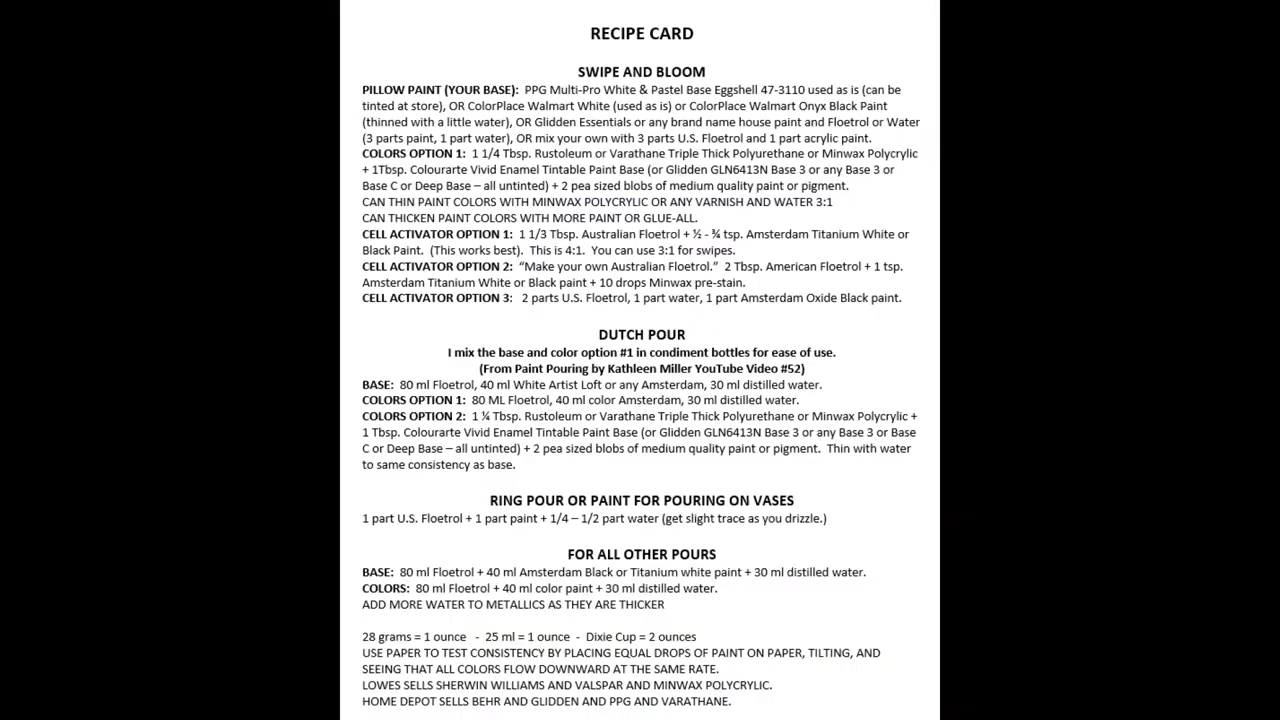 RECIPE CARD
SWIPE AND BLOOM
PILLOW PAINT (YOUR BASE): PPG Multi-Pro White & Pastel Base Eggshell 47-3110 used as is (can be
tinted at store), OR ColorPlace Walmart White (used as is) or ColorPlace Walmart Onyx Black Paint
(thinned with a little water), OR Glidden Essentials or any brand name house paint and Floetrol or Water
(3 parts paint, 1 part water), OR mix your own with 3 parts U.S. Floetrol and 1 part acrylic paint.
COLORS OPTION 1: 1 1/4 Tbsp. Rustoleum or Varathane Triple Thick Polyurethane or Minwax Polycrylic
+ 1Tbsp. Colourarte Vivid Enamel Tintable Paint Base (or Glidden GLN6413N Base 3 or any Base 3 or
Base C or Deep Base – all untinted) + 2 pea sized blobs of medium quality paint or pigment.
CAN THIN PAINT COLORS WITH MINWAX POLYCRYLIC OR ANY VARNISH AND WATER 3:1
CAN THICKEN PAINT COLORS WITH MORE PAINT OR GLUE-ALL.
CELL ACTIVATOR OPTION 1: 1 1/3 Tbsp. Australian Floetrol + ½ - ¾ tsp. Amsterdam Titanium White or
Black Paint. (This works best). This is 4:1. You can use 3:1 for swipes.
CELL ACTIVATOR OPTION 2: “Make your own Australian Floetrol.” 2 Tbsp. American Floetrol + 1 tsp.
Amsterdam Titanium White or Black paint + 10 drops Minwax pre-stain.
CELL ACTIVATOR OPTION 3: 2 parts U.S. Floetrol, 1 part water, 1 part Amsterdam Oxide Black paint.
DUTCH POUR
I mix the base and color option #1 in condiment bottles for ease of use.
(From Paint Pouring by Kathleen Miller YouTube Video #52)
BASE: 80 ml Floetrol, 40 ml White Artist Loft or any Amsterdam, 30 ml distilled water.
COLORS OPTION 1: 80 ML Floetrol, 40 ml color Amsterdam, 30 ml distilled water.
COLORS OPTION 2: 1 ¼ Tbsp. Rustoleum or Varathane Triple Thick Polyurethane or Minwax Polycrylic +
1 Tbsp. Colourarte Vivid Enamel Tintable Paint Base (or Glidden GLN6413N Base 3 or any Base 3 or Base
C or Deep Base – all untinted) + 2 pea sized blobs of medium quality paint or pigment. Thin with water
to same consistency as base.
RING POUR OR PAINT FOR POURING ON VASES
1 part U.S. Floetrol + 1 part paint + 1/4 – 1/2 part water (get slight trace as you drizzle.)
FOR ALL OTHER POURS
BASE: 80 ml Floetrol + 40 ml Amsterdam Black or Titanium white paint + 30 ml distilled water.
COLORS: 80 ml Floetrol + 40 ml color paint + 30 ml distilled water.
ADD MORE WATER TO METALLICS AS THEY ARE THICKER
28 grams = 1 ounce - 25 ml = 1 ounce - Dixie Cup = 2 ounces
USE PAPER TO TEST CONSISTENCY BY PLACING EQUAL DROPS OF PAINT ON PAPER, TILTING, AND
SEEING THAT ALL COLORS FLOW DOWNWARD AT THE SAME RATE.
LOWES SELLS SHERWIN WILLIAMS AND VALSPAR AND MINWAX POLYCRYLIC.
HOME DEPOT SELLS BEHR AND GLIDDEN AND PPG AND VARATHANE.